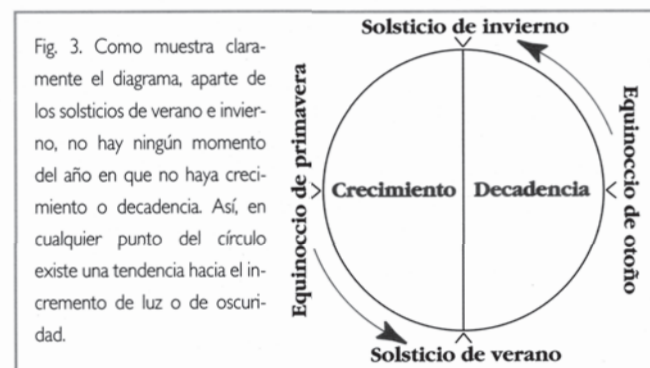 Fig. 3. Como muestra clara-
mente el diagrama, aparte de
los solsticios de verano e invier-
no, no hay ningún momento
del año en que no haya creci-
miento o decadencia. Así, en
cualquier punto del círculo
existe una tendencia hacia el in-
cremento de luz o de oscuri-
dad.
Solsticio de invierno
Equinoccio de primavera
Crecimiento
Decadencia
Equinoccio de otoño
Solsticio de verano